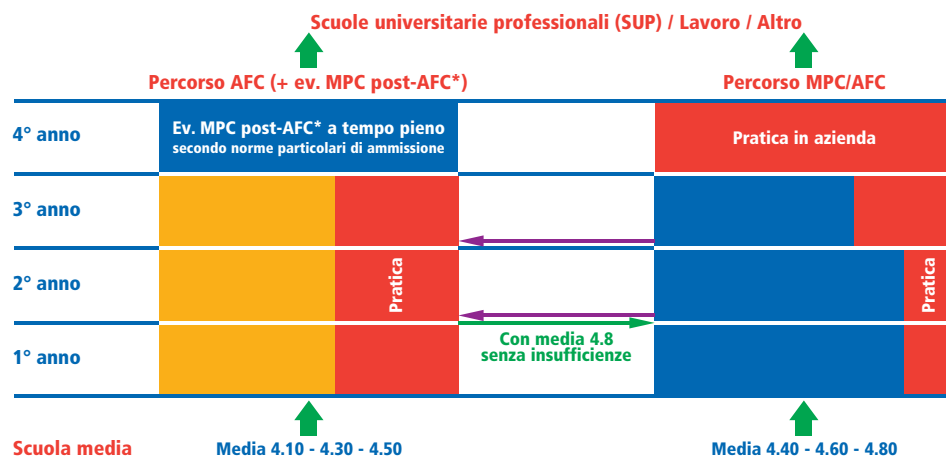 Scuole universitarie professionali (SUP) / Lavoro / Altro
Percorso AFC (+ ev. MPC post-AFC*)
Percorso MPC/AFC
4° anno
Ev. MPC post-AFC* a tempo pieno
secondo norme particolari di ammissione
Pratica in azienda
3° anno
2° anno
Pratica
Pratica
1° anno
Con media 4.8
senza insufficienze
Scuola media
Media 4.10 - 4.30 - 4.50
Media 4.40 - 4.60 - 4.80